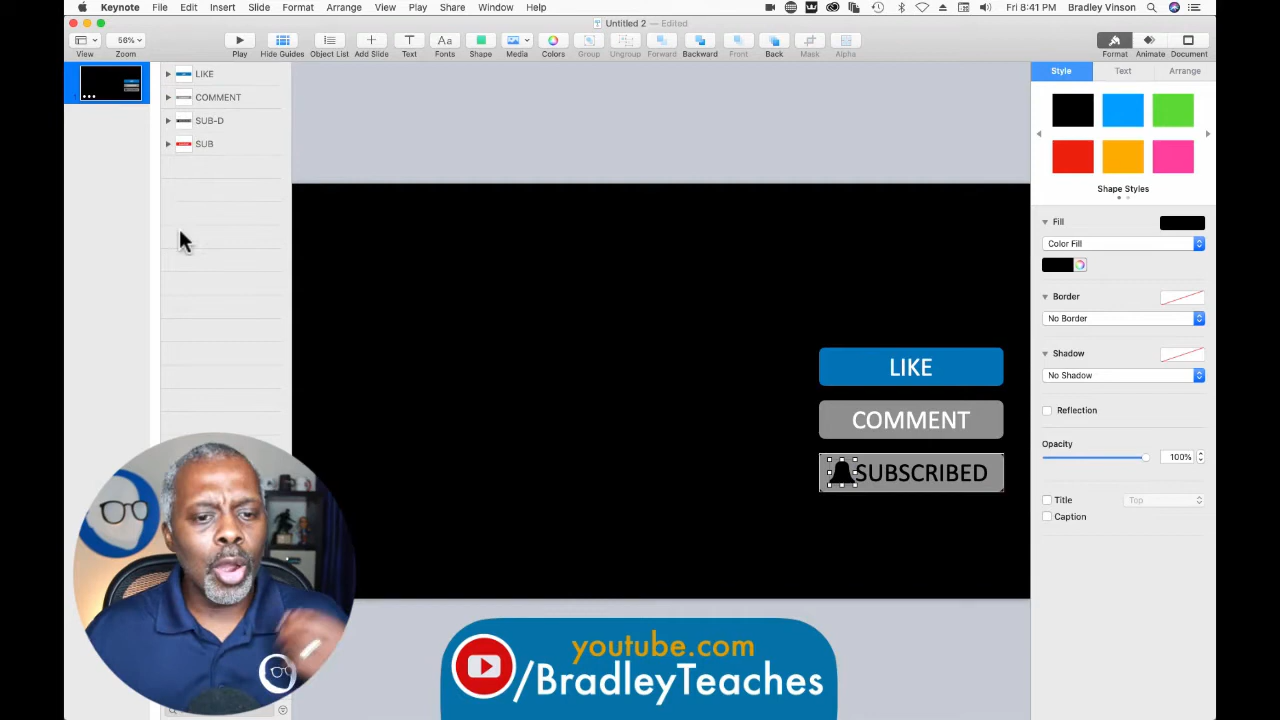 Keynote File Edit Insert Slide Format Arrange View Play Share Window Help Fri 8:41 PM Bradley Vinson
Untitled 2 — Edited
56%
View Zoom Play Hide Guides Object List Add Slide Text Fonts Shape Media Colors Group Ungroup Forward Backward Front Back Mask Alpha Format Animate Document
LIKE
COMMENT
SUB-D
SUB
LIKE
COMMENT
SUBSCRIBED
Style Text Arrange
Shape Styles
Fill
Color Fill
Border
No Border
Shadow
No Shadow
Reflection
Opacity
100%
Title Top
Caption
youtube.com
/BradleyTeaches